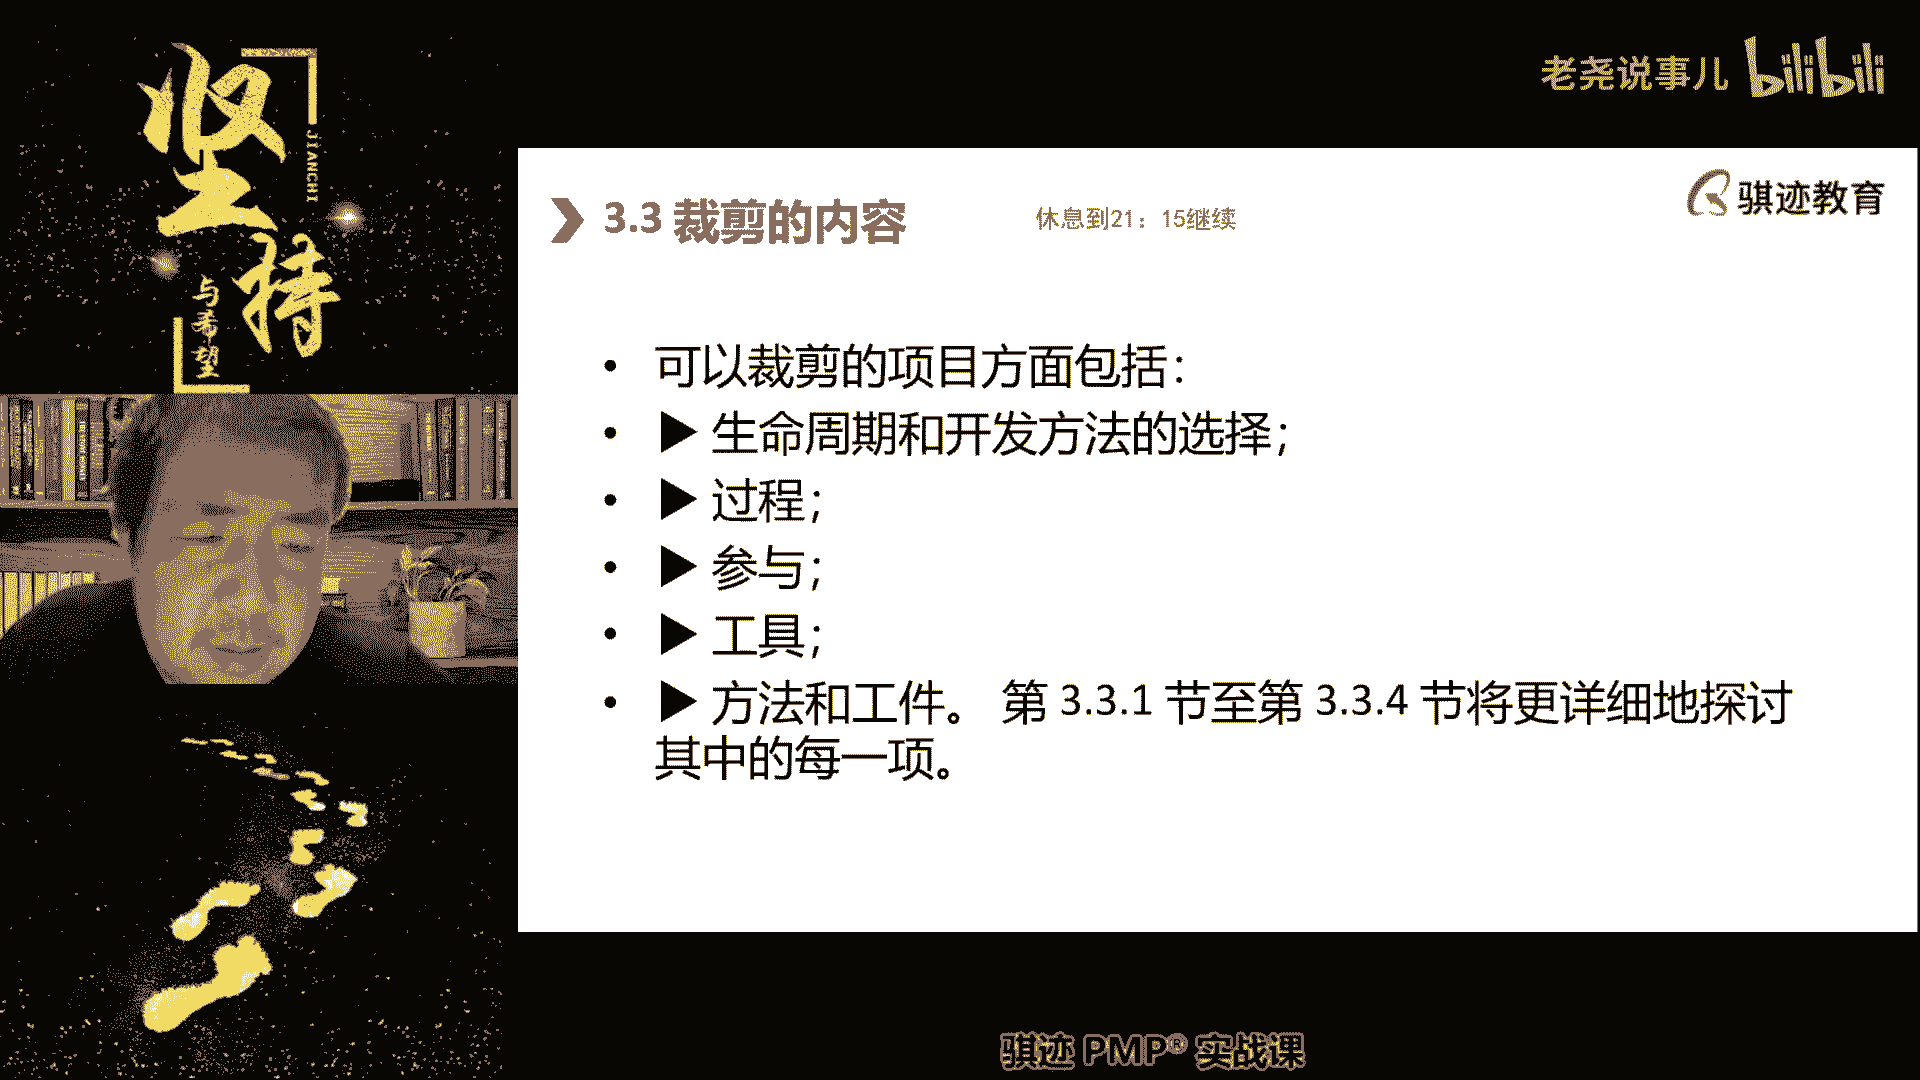 坚
持
JIANCHI
与希望
老尧说事儿 bilibili
骐迹教育
3.3 裁剪的内容
休息到21：15继续
• 可以裁剪的项目方面包括：
• ▶ 生命周期和开发方法的选择；
• ▶ 过程；
• ▶ 参与；
• ▶ 工具；
• ▶ 方法和工件。 第 3.3.1 节至第 3.3.4 节将更详细地探讨
其中的每一项。
骐迹 PMP® 实战课